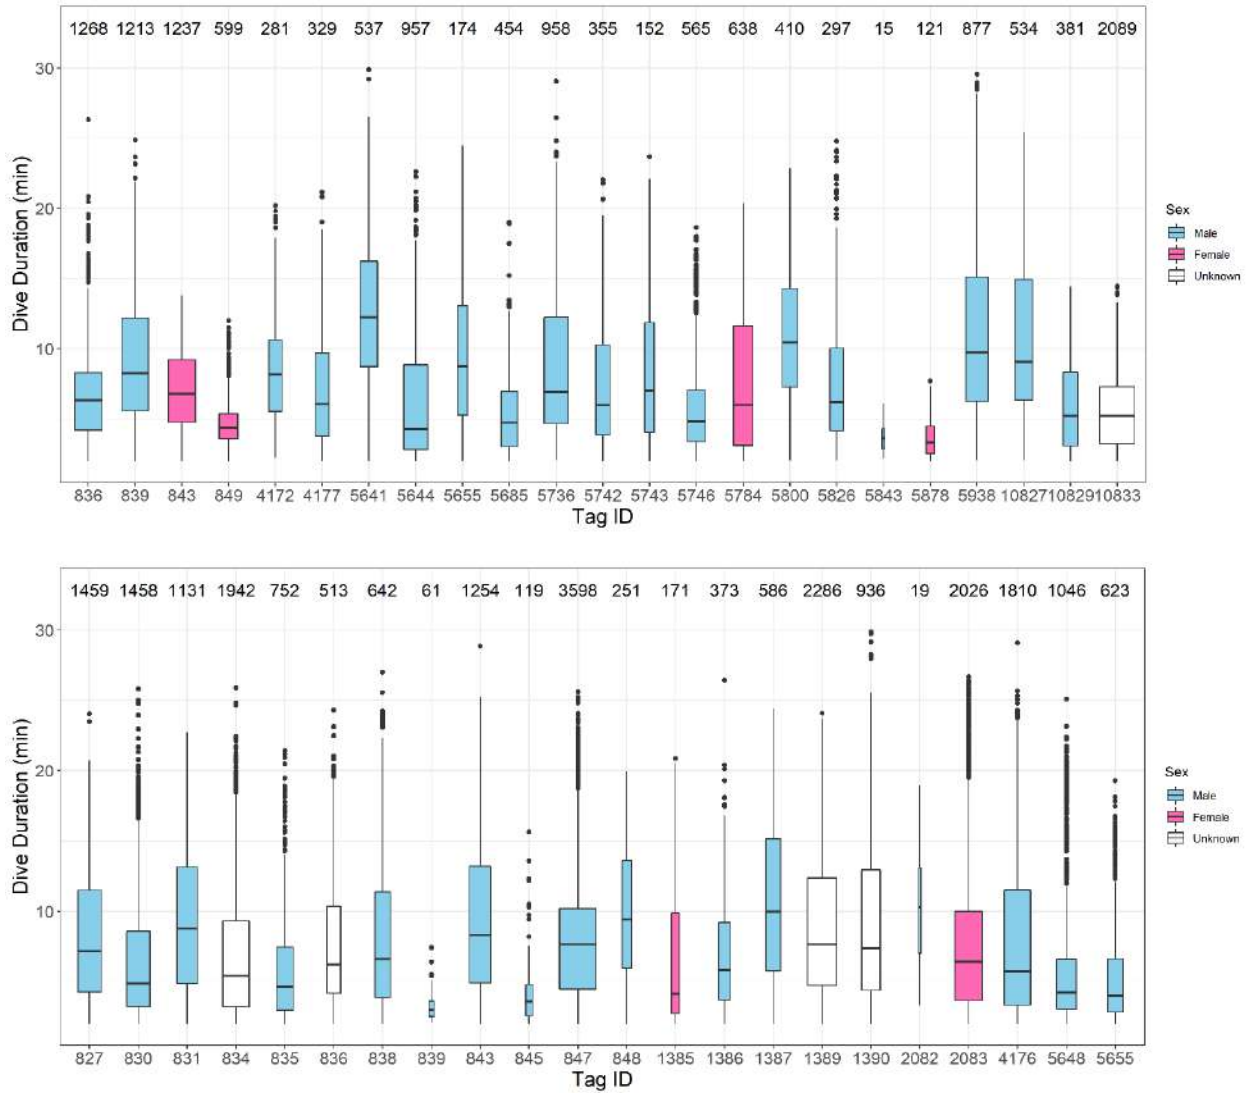 1268 1213 1237 599 281 329 537 957 174 454 958 355 152 565 638 410 297 15 121 877 534 381 2089
30
20
10
Dive Duration (min)
Sex
Male
Female
Unknown
836 839 843 849 4172 4177 5641 5644 5655 5685 5736 5742 5743 5746 5784 5800 5826 5843 5878 5938 10827 10829 10833
Tag ID
1459 1458 1131 1942 752 513 642 61 1254 119 3598 251 171 373 586 2286 936 19 2026 1810 1046 623
30
20
10
Dive Duration (min)
Sex
Male
Female
Unknown
827 830 831 834 835 836 838 839 843 845 847 848 1385 1386 1387 1389 1390 2082 2083 4176 5648 5655
Tag ID